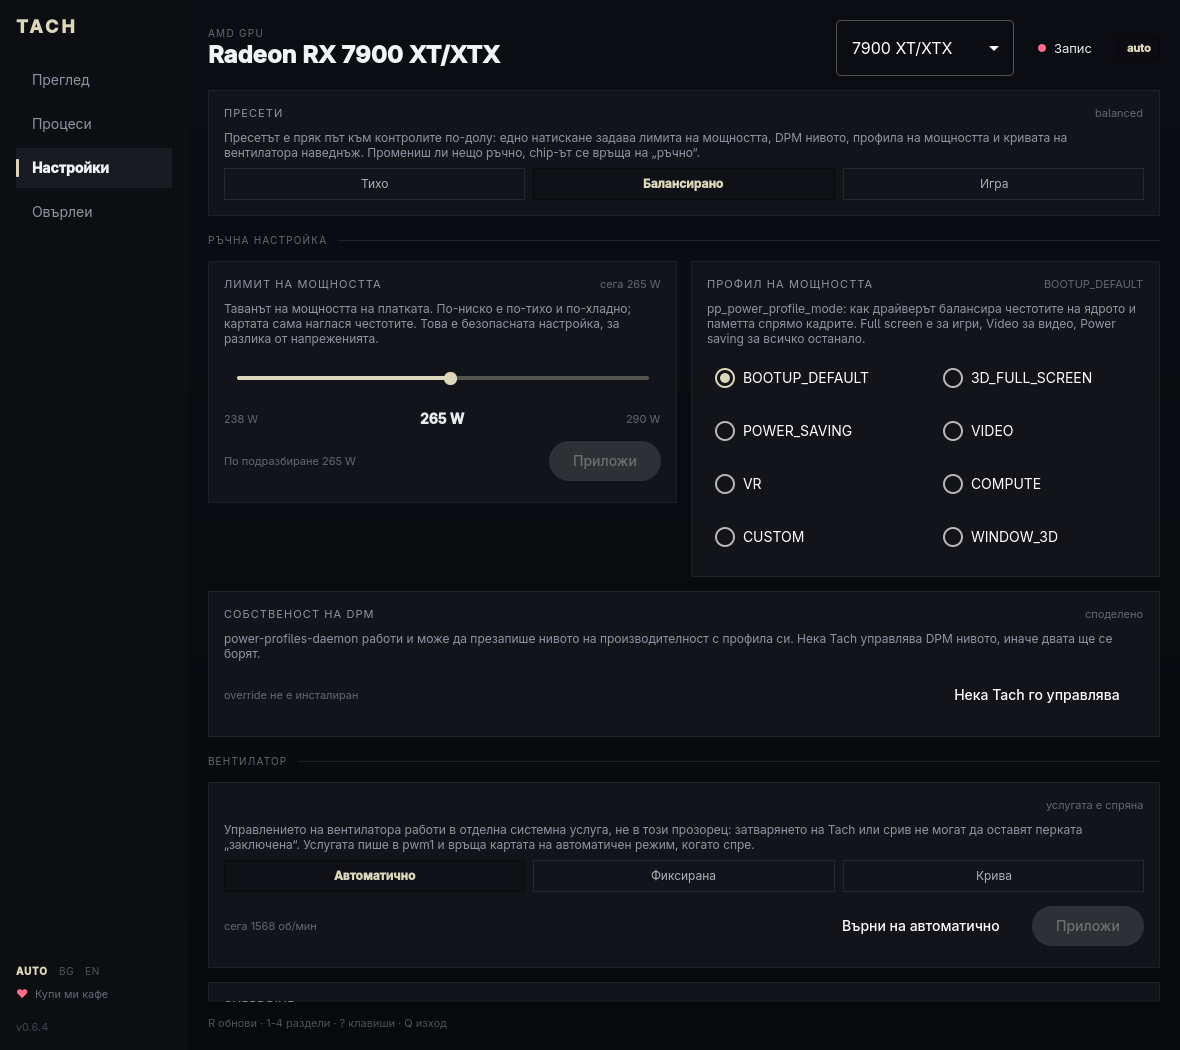 TACH
Преглед
Процеси
Настройки
Овърлеи
AUTO BG EN
Купи ми кафе
v0.6.4
AMD GPU
Radeon RX 7900 XT/XTX
7900 XT/XTX
Запис
auto
ПРЕСЕТИ
balanced
Пресетът е пряк път към контролите по-долу: едно натискане задава лимита на мощността, DPM нивото, профила на мощността и кривата на
вентилатора наведнъж. Промениш ли нещо ръчно, chip-ът се връща на „ръчно“.
Тихо
Балансирано
Игра
РЪЧНА НАСТРОЙКА
ЛИМИТ НА МОЩНОСТТА
сега 265 W
Таванът на мощността на платката. По-ниско е по-тихо и по-хладно;
картата сама наглася честотите. Това е безопасната настройка, за
разлика от напреженията.
238 W
265 W
290 W
По подразбиране 265 W
Приложи
ПРОФИЛ НА МОЩНОСТТА
BOOTUP_DEFAULT
pp_power_profile_mode: как драйверът балансира честотите на ядрото и
паметта спрямо кадрите. Full screen е за игри, Video за видео, Power
saving за всичко останало.
BOOTUP_DEFAULT
3D_FULL_SCREEN
POWER_SAVING
VIDEO
VR
COMPUTE
CUSTOM
WINDOW_3D
СОБСТВЕНОСТ НА DPM
споделено
power-profiles-daemon работи и може да презапише нивото на производителност с профила си. Нека Tach управлява DPM нивото, иначе двата ще се
борят.
override не е инсталиран
Нека Tach го управлява
ВЕНТИЛАТОР
услугата е спряна
Управлението на вентилатора работи в отделна системна услуга, не в този прозорец: затварянето на Tach или срив не могат да оставят перката
„заключена“. Услугата пише в pwm1 и връща картата на автоматичен режим, когато спре.
Автоматично
Фиксирана
Крива
сега 1568 об/мин
Върни на автоматично
Приложи
R обнови · 1-4 раздели · ? клавиши · Q изход